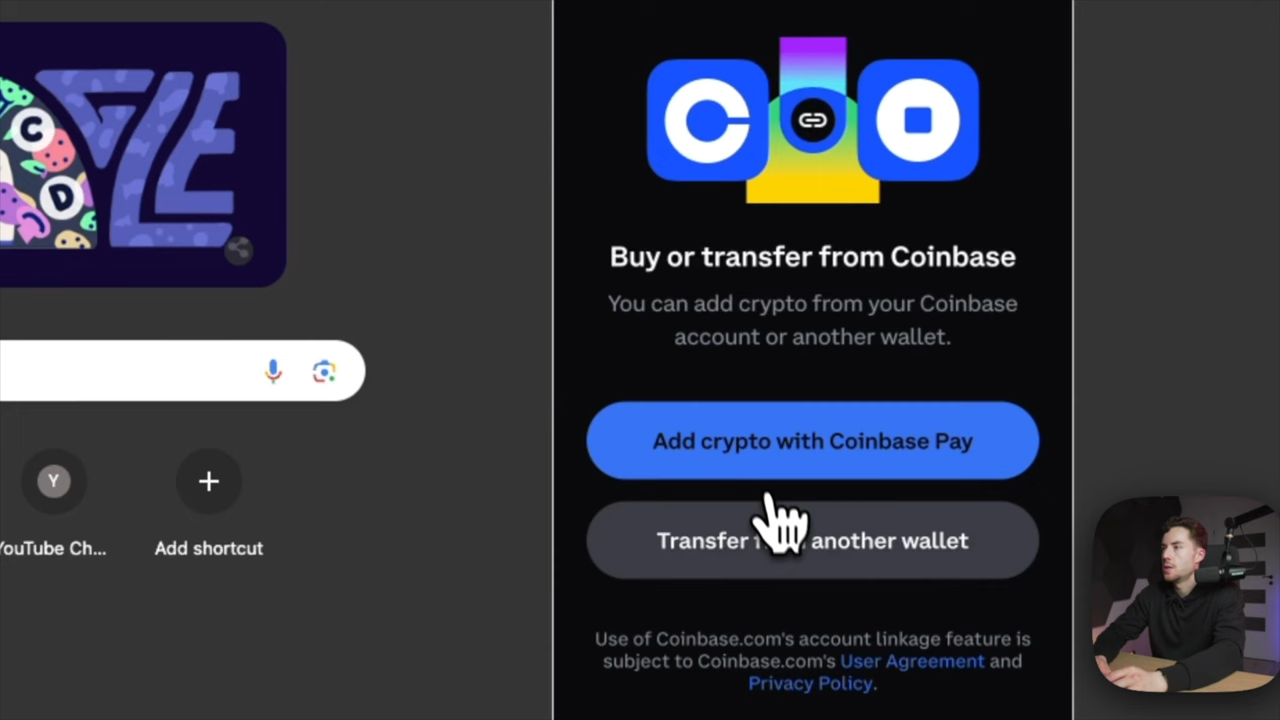 GLE
C
D
Y
YouTube Ch...
Add shortcut
Buy or transfer from Coinbase
You can add crypto from your Coinbase
account or another wallet.
Add crypto with Coinbase Pay
Transfer another wallet
Use of Coinbase.com's account linkage feature is
subject to Coinbase.com's User Agreement and
Privacy Policy.